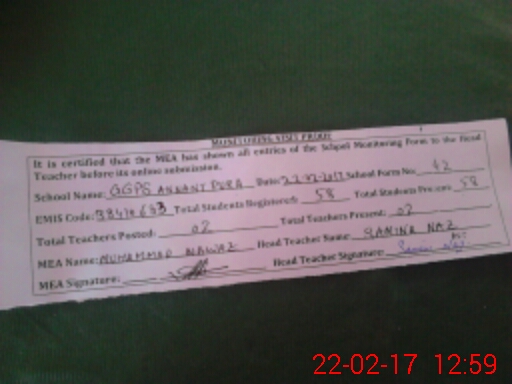 MONITORING VISIT PROOF
It is certified that the MEA has shown all entries of the School Monitoring Form to the Head
Teacher before its online submission.
School Name: GGPS ANNANT PURA Date: 22-02-2017 School Form No: 42
EMIS Code: Total Students Registered: 58 Total Students Present: 58
Total Teachers Posted: 02 Total Teachers Present: 02
MEA Name: MUHAMMAD NAWAZ Head Teacher Name: SAMINA NAZ
MEA Signature: Head Teacher Signature:
22-02-17 12:59